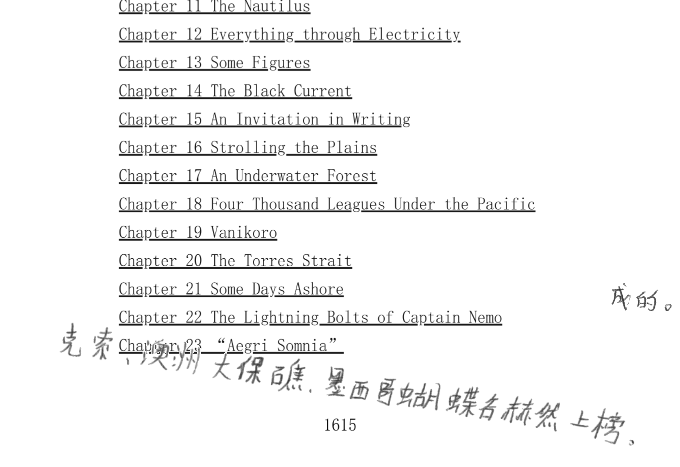 Chapter 11 The Nautilus
Chapter 12 Everything through Electricity
Chapter 13 Some Figures
Chapter 14 The Black Current
Chapter 15 An Invitation in Writing
Chapter 16 Strolling the Plains
Chapter 17 An Underwater Forest
Chapter 18 Four Thousand Leagues Under the Pacific
Chapter 19 Vanikoro
Chapter 20 The Torres Strait
Chapter 21 Some Days Ashore
成的。
Chapter 22 The Lightning Bolts of Captain Nemo
Chapter 23 “Aegri Somnia”
克索、澳洲大保礁、墨西哥蝴蝶各赫然上榜、
1615